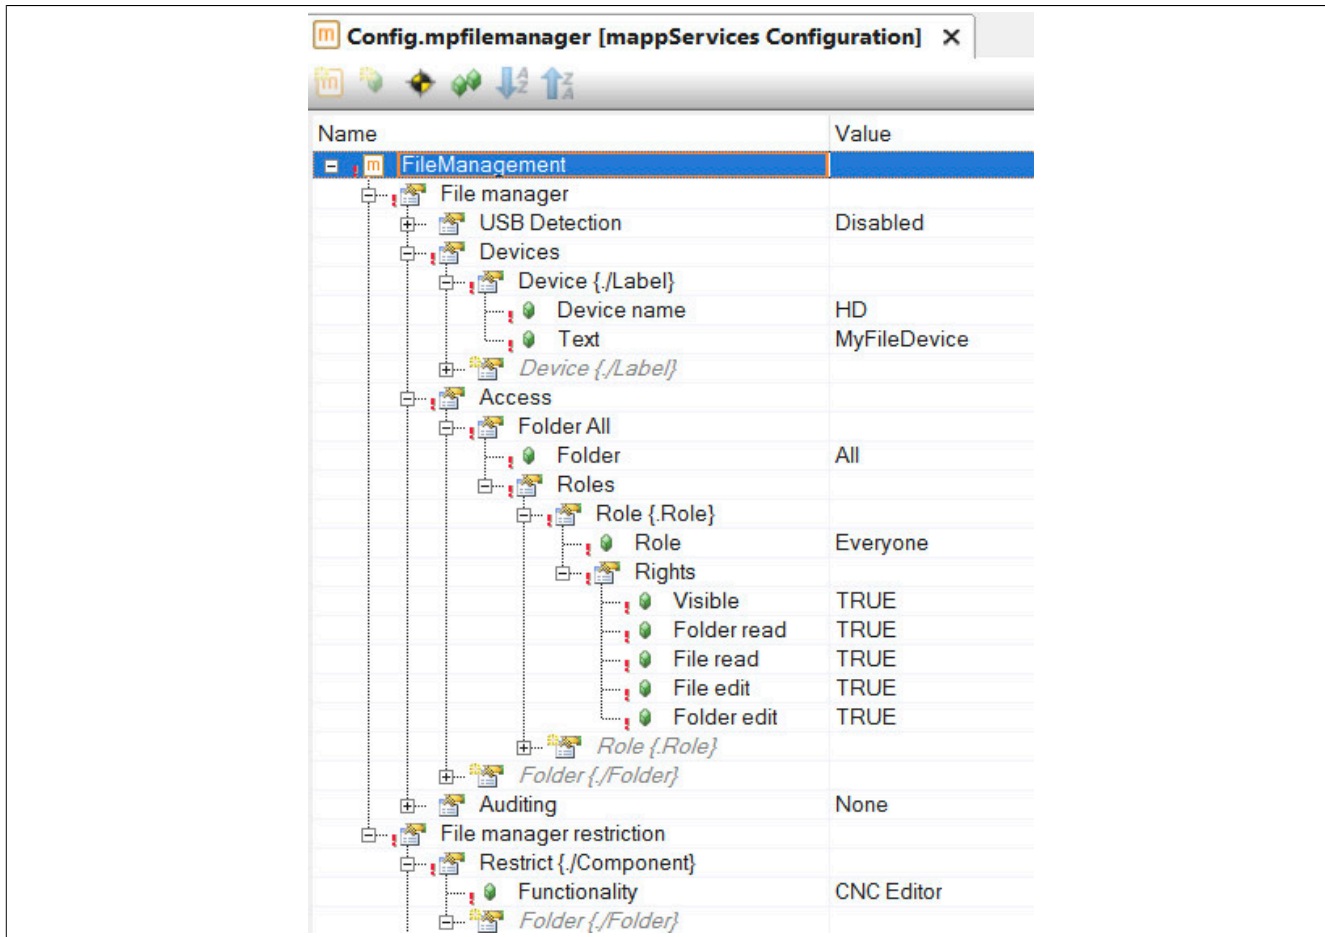 Config.mpfilemanager [mappServices Configuration] ×
Name Value
FileManagement
File manager
USB Detection Disabled
Devices
Device {./Label}
Device name HD
Text MyFileDevice
Device {./Label}
Access
Folder All
Folder All
Roles
Role {.Role}
Role Everyone
Rights
Visible TRUE
Folder read TRUE
File read TRUE
File edit TRUE
Folder edit TRUE
Role {.Role}
Folder {./Folder}
Auditing None
File manager restriction
Restrict {./Component}
Functionality CNC Editor
Folder {./Folder}